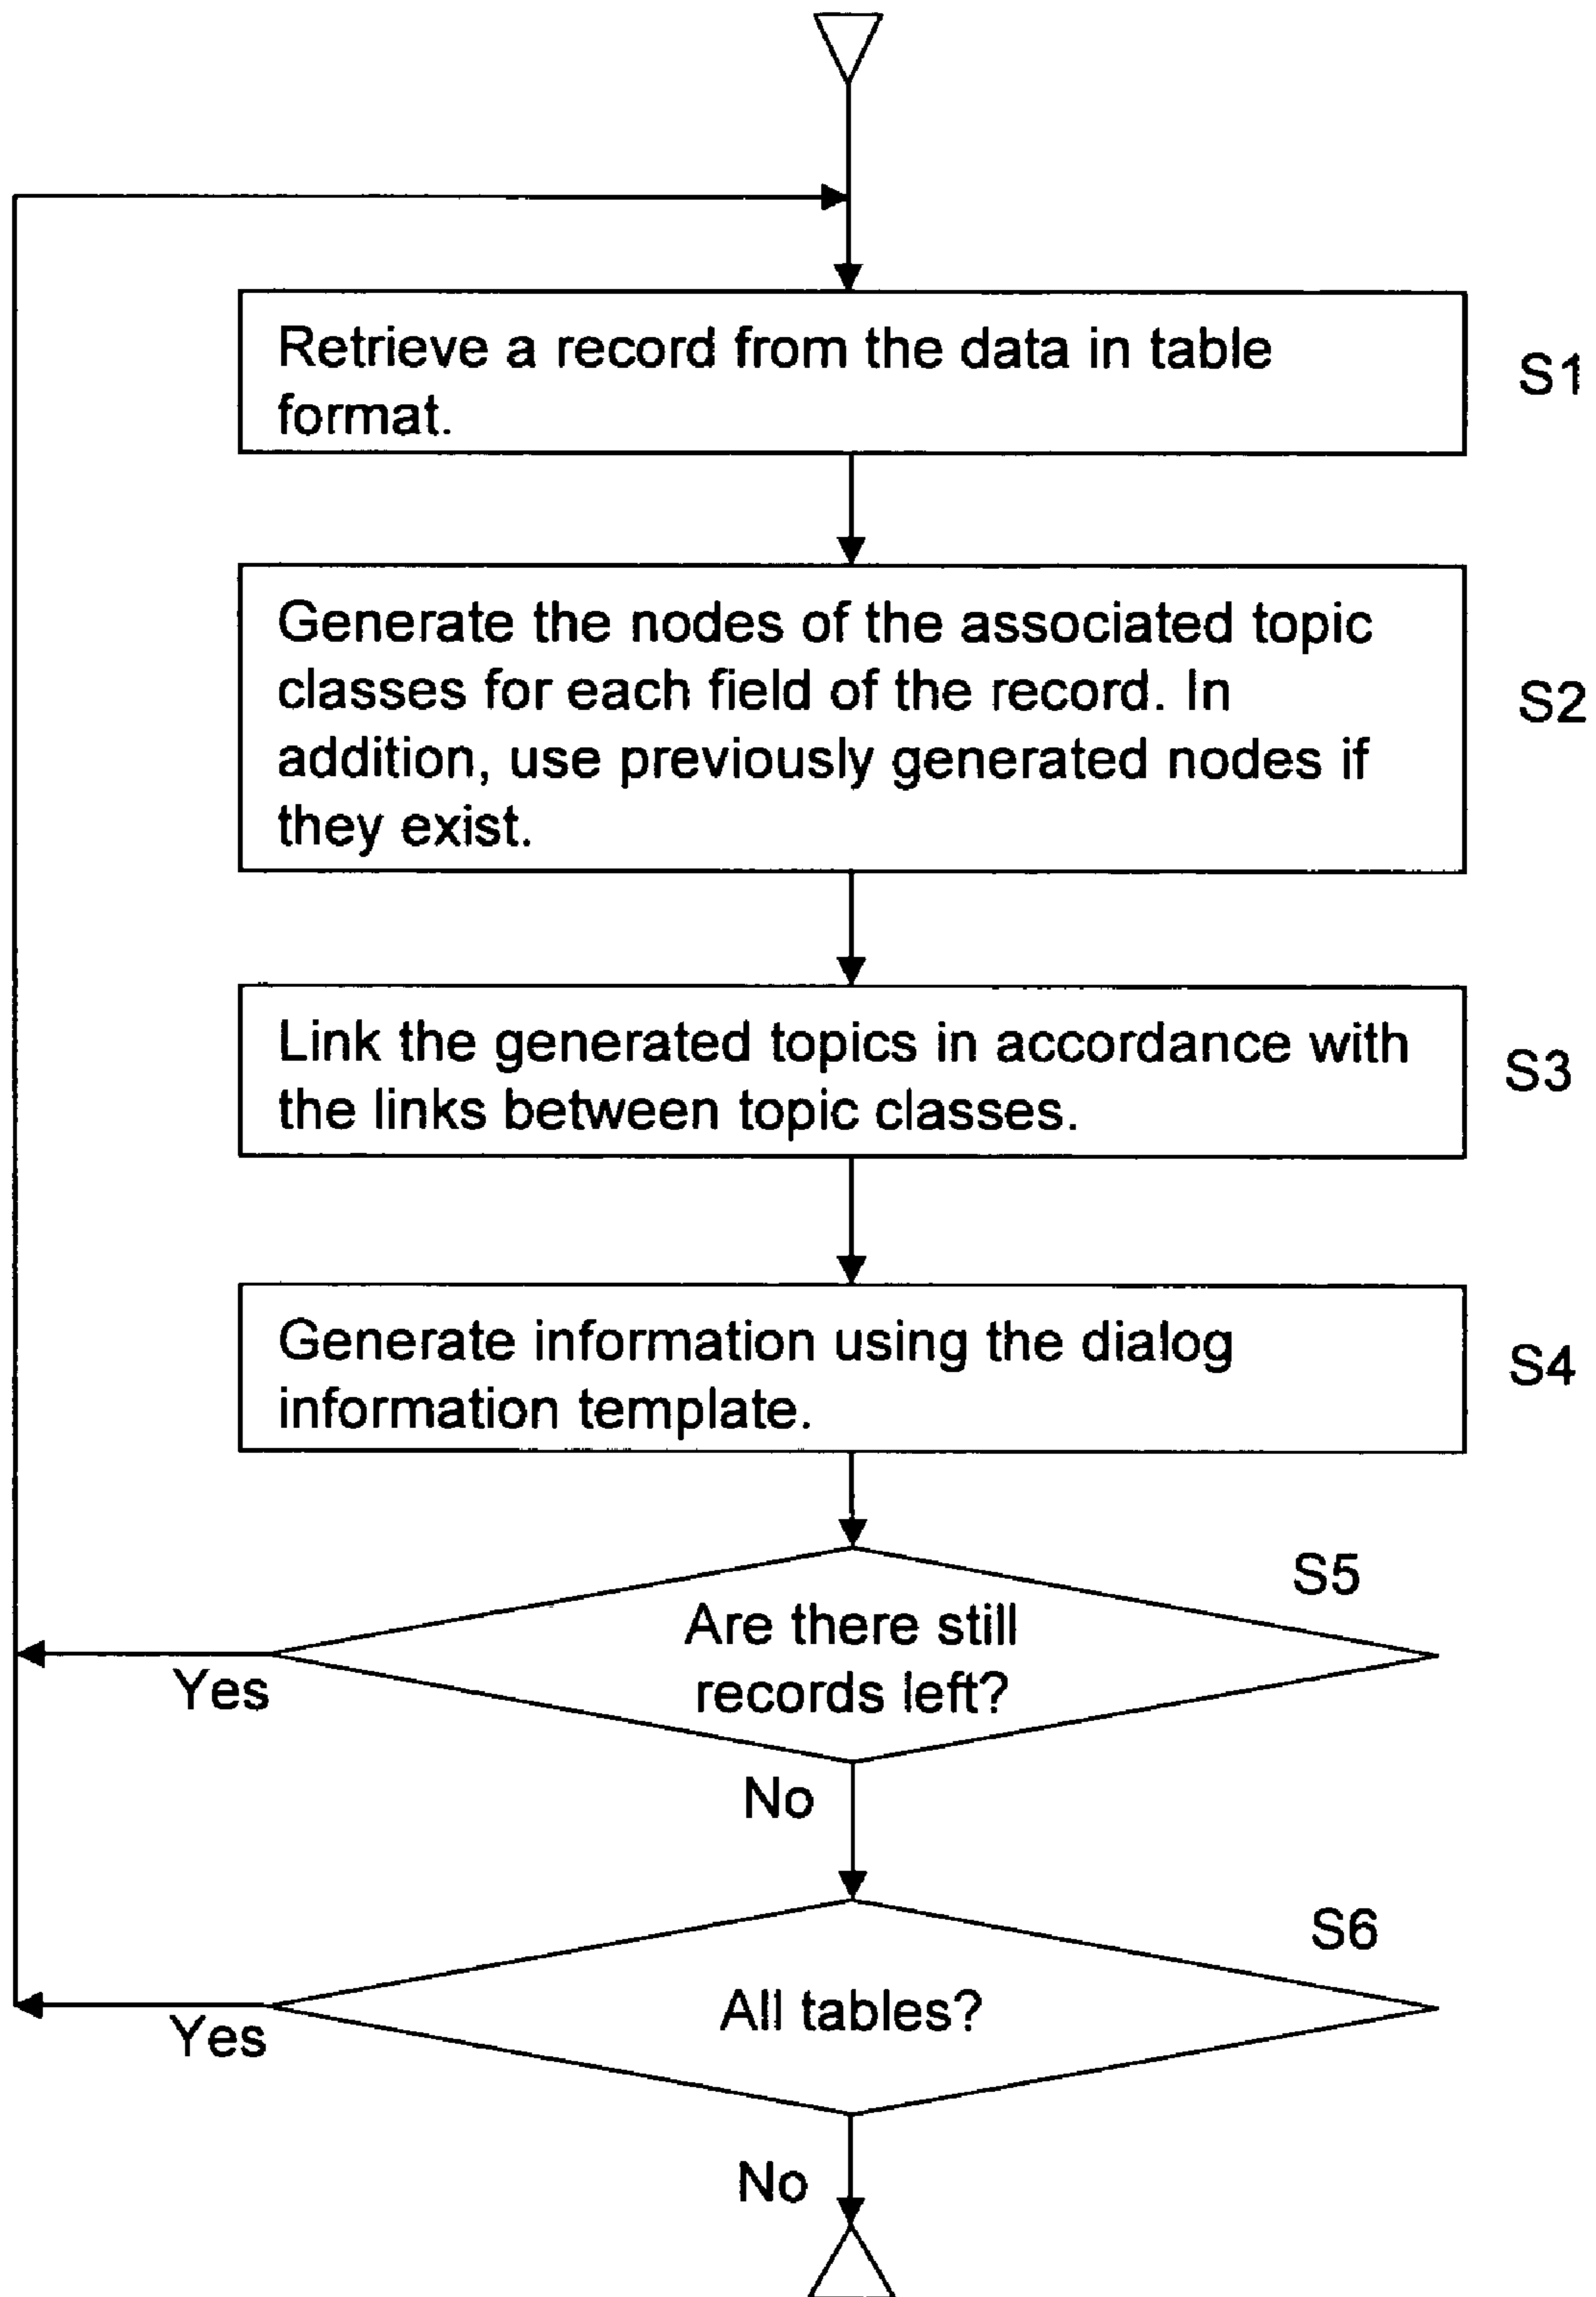 Retrieve a record from the data in table
format.
S1
Generate the nodes of the associated topic
classes for each field of the record. In
addition, use previously generated nodes if
they exist.
S2
Link the generated topics in accordance with
the links between topic classes.
S3
Generate information using the dialog
information template.
S4
S5
Are there still
records left?
Yes
No
S6
All tables?
Yes
No